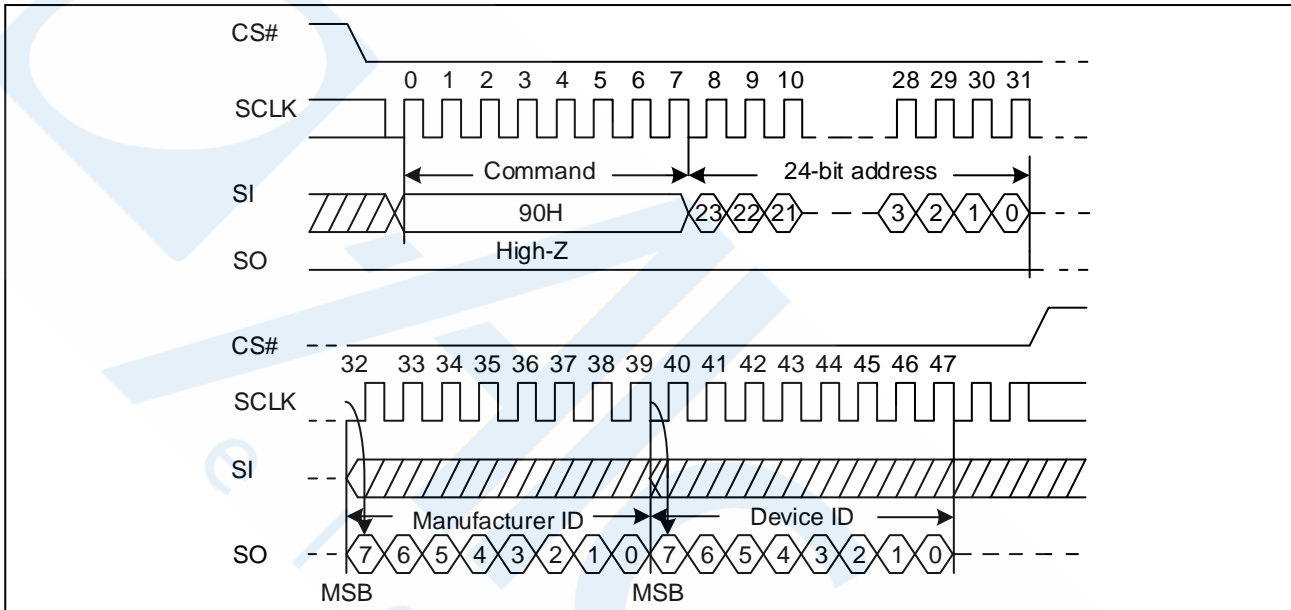 CS#
0 1 2 3 4 5 6 7 8 9 10 28 29 30 31
SCLK
Command 24-bit address
SI
90H 23 22 21 3 2 1 0
High-Z
SO
CS#
32 33 34 35 36 37 38 39 40 41 42 43 44 45 46 47
SCLK
SI
Manufacturer ID Device ID
SO 7 6 5 4 3 2 1 0 7 6 5 4 3 2 1 0
MSB MSB